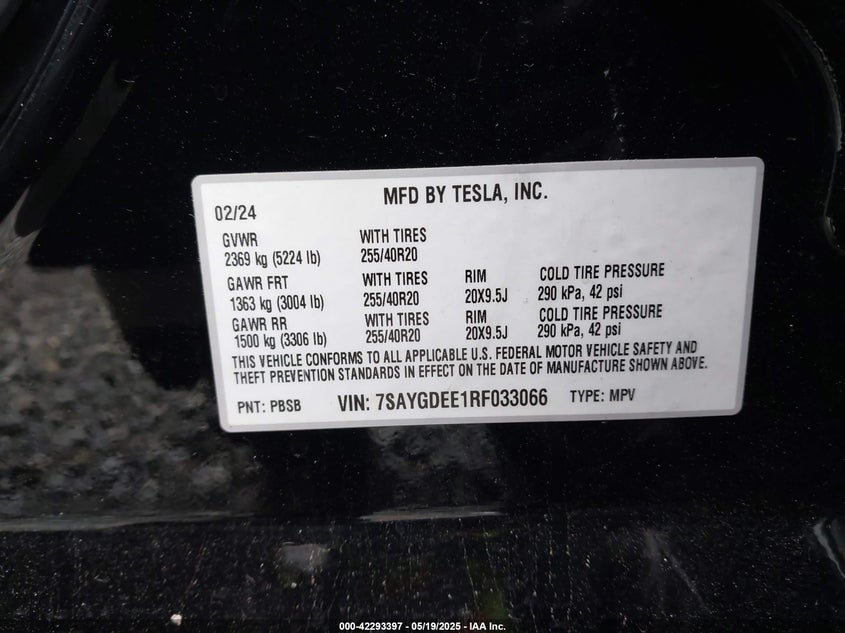 MFD BY TESLA, INC.
02/24
GVWR WITH TIRES
2369 kg (5224 lb) 255/40R20
GAWR FRT WITH TIRES RIM COLD TIRE PRESSURE
1363 kg (3004 lb) 255/40R20 20X9.5J 290 kPa, 42 psi
GAWR RR WITH TIRES RIM COLD TIRE PRESSURE
1500 kg (3306 lb) 255/40R20 20X9.5J 290 kPa, 42 psi
THIS VEHICLE CONFORMS TO ALL APPLICABLE U.S. FEDERAL MOTOR VEHICLE SAFETY AND
THEFT PREVENTION STANDARDS IN EFFECT ON THE DATE OF MANUFACTURE SHOWN ABOVE.
PNT: PBSB VIN: 7SAYGDEE1RF033066 TYPE: MPV
000-42293397 - 05/19/2025 - IAA Inc.